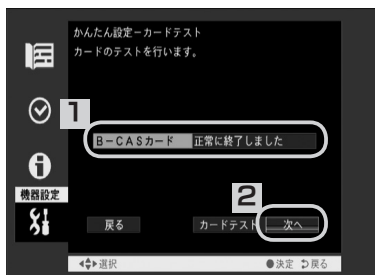 かんたん設定－カードテスト
カードのテストを行います。
1
B－CASカード 正常に終了しました
2
機器設定
戻る カードテスト 次へ
選択 ●決定 戻る